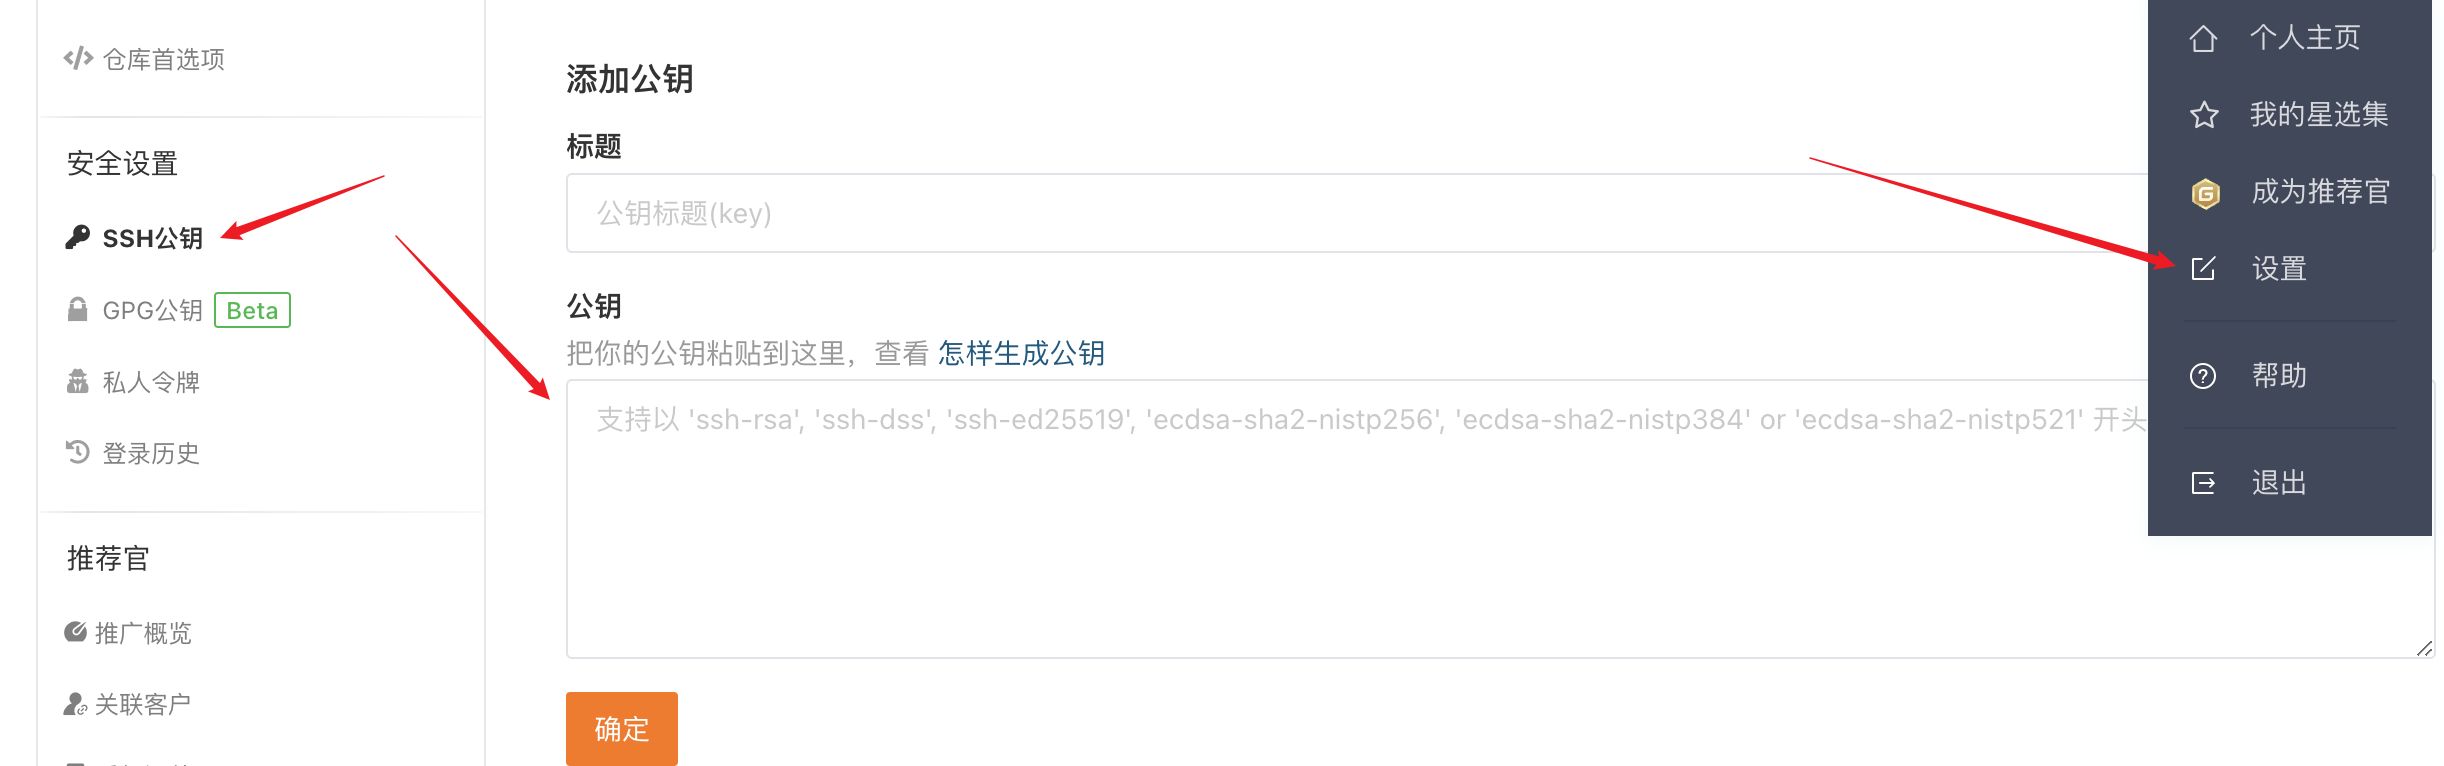 仓库首选项
安全设置
SSH公钥
GPG公钥 Beta
私人令牌
登录历史
推荐官
推广概览
关联客户
添加公钥
标题
公钥标题(key)
公钥
把你的公钥粘贴到这里，查看 怎样生成公钥
支持以 'ssh-rsa', 'ssh-dss', 'ssh-ed25519', 'ecdsa-sha2-nistp256', 'ecdsa-sha2-nistp384' or 'ecdsa-sha2-nistp521' 开头
确定
个人主页
我的星选集
成为推荐官
设置
帮助
退出